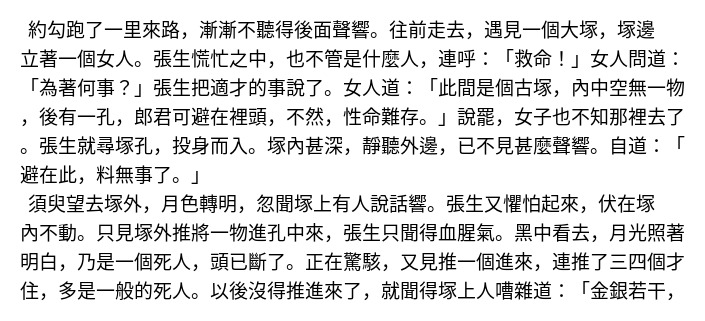 約勾跑了一里來路，漸漸不聽得後面聲響。往前走去，遇見一個大塚，塚邊
立著一個女人。張生慌忙之中，也不管是什麼人，連呼：「救命！」女人問道：
「為著何事？」張生把適才的事說了。女人道：「此間是個古塚，內中空無一物
，後有一孔，郎君可避在裡頭，不然，性命難存。」說罷，女子也不知那裡去了
。張生就尋塚孔，投身而入。塚內甚深，靜聽外邊，已不見甚麼聲響。自道：「
避在此，料無事了。」
須臾望去塚外，月色轉明，忽聞塚上有人說話響。張生又懼怕起來，伏在塚
內不動。只見塚外推將一物進孔中來，張生只聞得血腥氣。黑中看去，月光照著
明白，乃是一個死人，頭已斷了。正在驚駭，又見推一個進來，連推了三四個才
住，多是一般的死人。以後沒得推進來了，就聞得塚上人嘈雜道：「金銀若干，